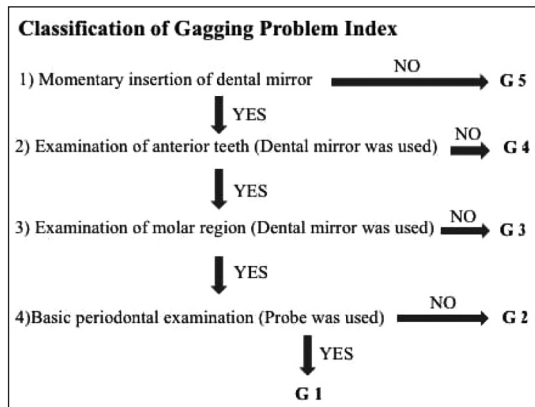 Classification of Gagging Problem Index
1) Momentary insertion of dental mirror
NO
G 5
YES
2) Examination of anterior teeth (Dental mirror was used)
NO
G 4
YES
3) Examination of molar region (Dental mirror was used)
NO
G 3
YES
4)Basic periodontal examination (Probe was used)
NO
G 2
YES
G 1